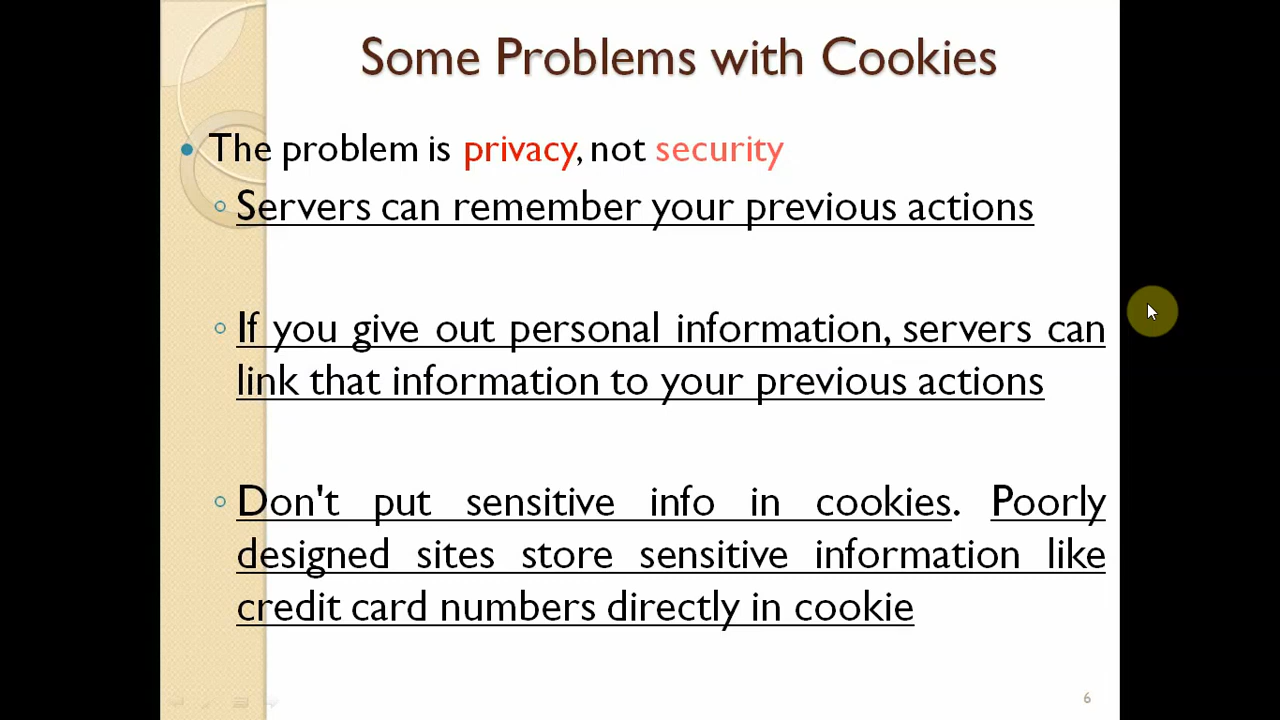 Some Problems with Cookies
The problem is privacy, not security
Servers can remember your previous actions
If you give out personal information, servers can
link that information to your previous actions
Don't put sensitive info in cookies. Poorly
designed sites store sensitive information like
credit card numbers directly in cookie
6